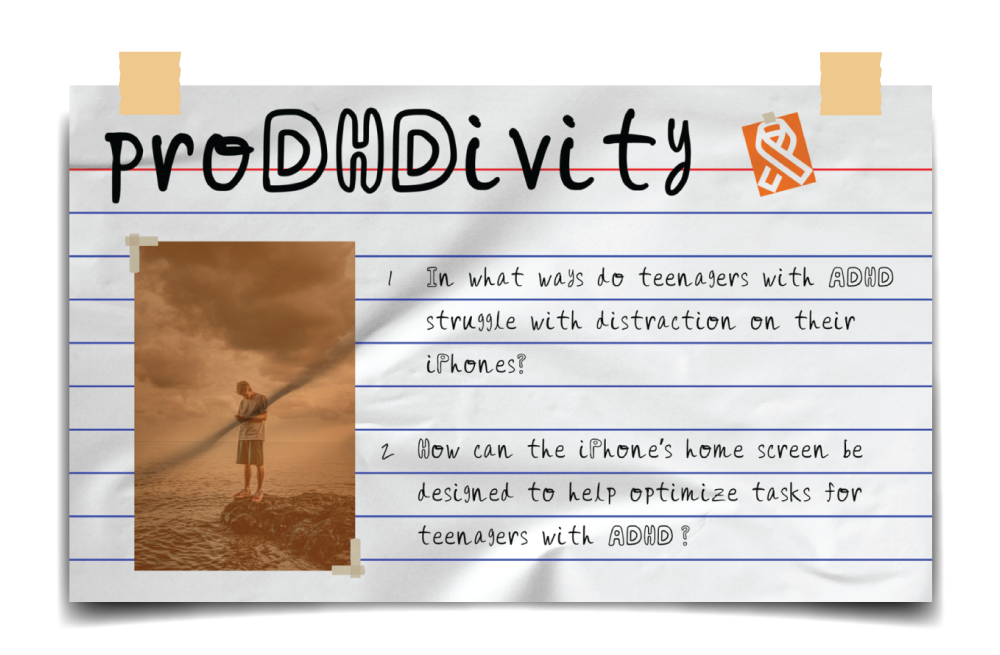 proDHDivity
1 In what ways do teenagers with ADHD
struggle with distraction on their
iPhones?
2 How can the iPhone's home screen be
designed to help optimize tasks for
teenagers with ADHD?